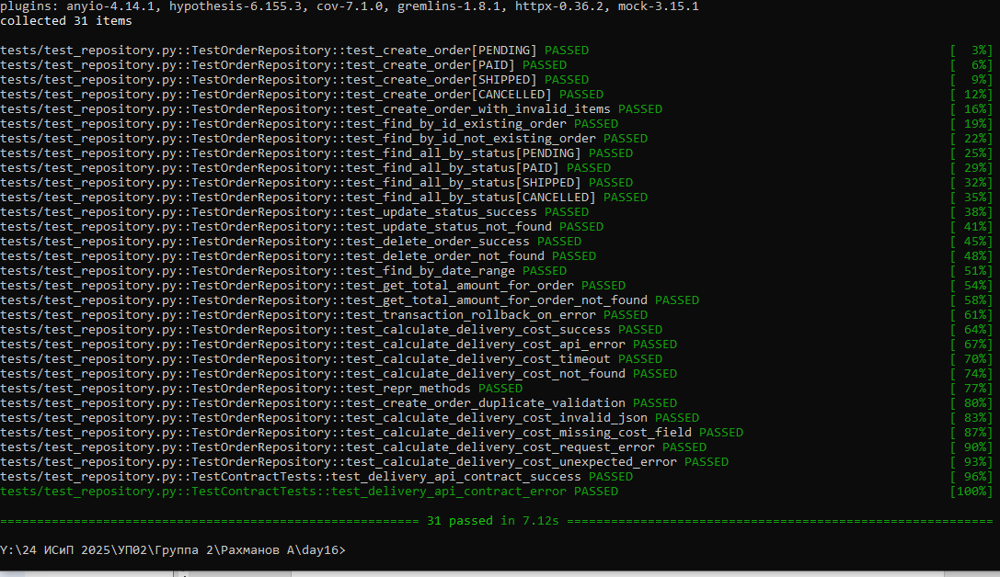 plugins: anyio-4.14.1, hypothesis-6.155.3, cov-7.1.0, gremlins-1.8.1, httpx-0.36.2, mock-3.15.1
collected 31 items
tests/test_repository.py::TestOrderRepository::test_create_order[PENDING] PASSED [  3%]
tests/test_repository.py::TestOrderRepository::test_create_order[PAID] PASSED [  6%]
tests/test_repository.py::TestOrderRepository::test_create_order[SHIPPED] PASSED [  9%]
tests/test_repository.py::TestOrderRepository::test_create_order[CANCELLED] PASSED [ 12%]
tests/test_repository.py::TestOrderRepository::test_create_order_with_invalid_items PASSED [ 16%]
tests/test_repository.py::TestOrderRepository::test_find_by_id_existing_order PASSED [ 19%]
tests/test_repository.py::TestOrderRepository::test_find_by_id_not_existing_order PASSED [ 22%]
tests/test_repository.py::TestOrderRepository::test_find_all_by_status[PENDING] PASSED [ 25%]
tests/test_repository.py::TestOrderRepository::test_find_all_by_status[PAID] PASSED [ 29%]
tests/test_repository.py::TestOrderRepository::test_find_all_by_status[SHIPPED] PASSED [ 32%]
tests/test_repository.py::TestOrderRepository::test_find_all_by_status[CANCELLED] PASSED [ 35%]
tests/test_repository.py::TestOrderRepository::test_update_status_success PASSED [ 38%]
tests/test_repository.py::TestOrderRepository::test_update_status_not_found PASSED [ 41%]
tests/test_repository.py::TestOrderRepository::test_delete_order_success PASSED [ 45%]
tests/test_repository.py::TestOrderRepository::test_delete_order_not_found PASSED [ 48%]
tests/test_repository.py::TestOrderRepository::test_find_by_date_range PASSED [ 51%]
tests/test_repository.py::TestOrderRepository::test_get_total_amount_for_order PASSED [ 54%]
tests/test_repository.py::TestOrderRepository::test_get_total_amount_for_order_not_found PASSED [ 58%]
tests/test_repository.py::TestOrderRepository::test_transaction_rollback_on_error PASSED [ 61%]
tests/test_repository.py::TestOrderRepository::test_calculate_delivery_cost_success PASSED [ 64%]
tests/test_repository.py::TestOrderRepository::test_calculate_delivery_cost_api_error PASSED [ 67%]
tests/test_repository.py::TestOrderRepository::test_calculate_delivery_cost_timeout PASSED [ 70%]
tests/test_repository.py::TestOrderRepository::test_calculate_delivery_cost_not_found PASSED [ 74%]
tests/test_repository.py::TestOrderRepository::test_repr_methods PASSED [ 77%]
tests/test_repository.py::TestOrderRepository::test_create_order_duplicate_validation PASSED [ 80%]
tests/test_repository.py::TestOrderRepository::test_calculate_delivery_cost_invalid_json PASSED [ 83%]
tests/test_repository.py::TestOrderRepository::test_calculate_delivery_cost_missing_cost_field PASSED [ 87%]
tests/test_repository.py::TestOrderRepository::test_calculate_delivery_cost_request_error PASSED [ 90%]
tests/test_repository.py::TestOrderRepository::test_calculate_delivery_cost_unexpected_error PASSED [ 93%]
tests/test_repository.py::TestContractTests::test_delivery_api_contract_success PASSED [ 96%]
tests/test_repository.py::TestContractTests::test_delivery_api_contract_error PASSED [100%]
========================================================= 31 passed in 7.12s ==========================================================
Y:\24 ИСиП 2025\УП02\Группа 2\Рахманов А\day16>